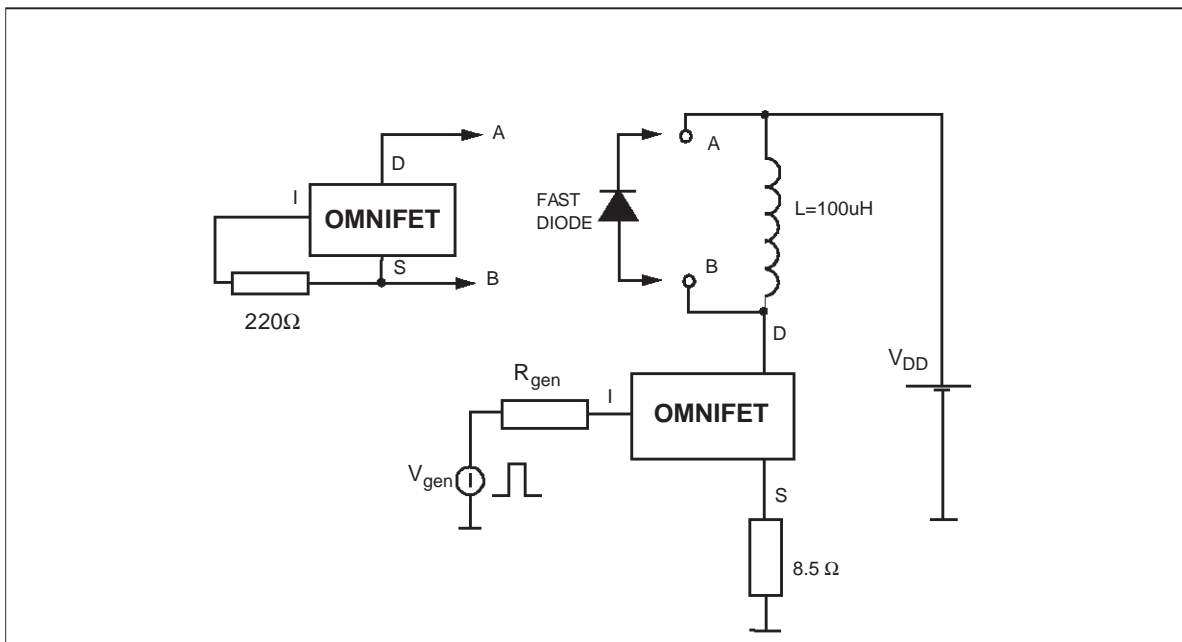 A
D
I
OMNIFET
S
B
220Ω
FAST
DIODE
A
B
L=100uH
D
VDD
Rgen
I
OMNIFET
Vgen
S
8.5 Ω